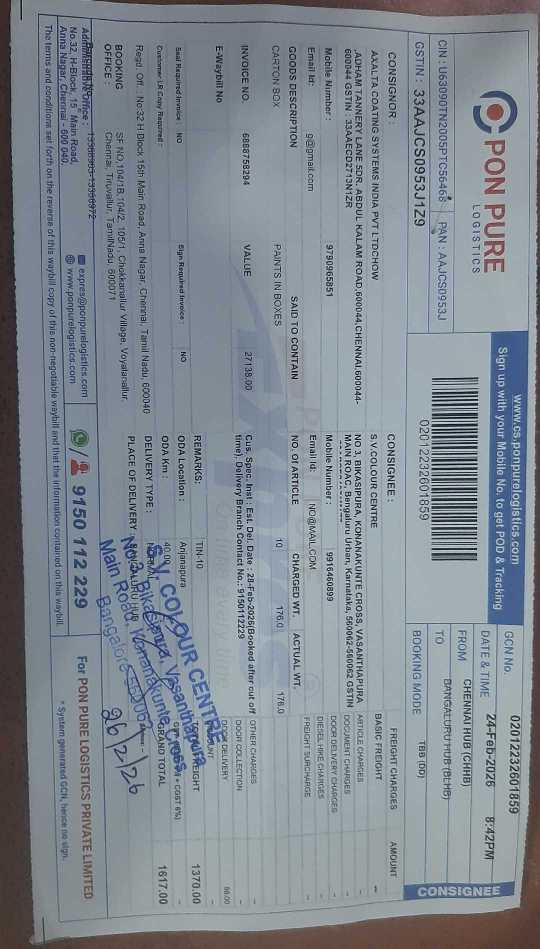 PON PURE
LOGISTICS
CIN : U63090TN2005PTC56468 PAN : AAJCS0953J
GSTIN : 33AAJCS0953J1Z9
www.cs.ponpurelogistics.com
Sign up with your Mobile No. to get POD & Tracking
02012232601859
GCN No. 02012232601859
DATE & TIME 24-Feb-2026 8:42PM
FROM CHENNAI HUB (CHHB)
TO BANGALURU HUB (BLHB)
BOOKING MODE TBB (DD)
CONSIGNEE
CONSIGNOR :
AXALTA COATING SYSTEMS INDIA PVT LTDCHOW
,ADHAM TANNERY LANE 5DR. ABDUL KALAM ROAD,600044,CHENNAI,600044-
600044 GSTIN : 33AAECD2713N1ZR
Mobile Number : 9790965851
Email Id: g@gmail.com
CONSIGNEE :
S.V.COLOUR CENTRE
NO 3, BIKASIPURA, KONANAKUNTE CROSS, VASANTHAPURA
MAIN ROAD, Bengaluru Urban, Karnataka, 560062-560062 GSTIN
Mobile Number : 9916460899
Email Id: NO@MAIL.COM
GOODS DESCRIPTION SAID TO CONTAIN NO. OF ARTICLE CHARGED WT. ACTUAL WT.
CARTON BOX PAINTS IN BOXES 10 176.0 176.0
INVOICE NO. 6688758294 VALUE 27138.00
E-Waybill No
Cus. Spec. Inst : Est. Del. Date : 28-Feb-2026(Booked after cut off
time). Delivery Branch Contact No.: 9150112229
Seal Required Invoice : NO Sign Required Invoice : NO
Customer LR Copy Required :
REMARKS: TIN-10
ODA Location : Anjanapura
ODA Km : 40.00
DELIVERY TYPE :
PLACE OF DELIVERY
Regd. Off. : No:32 H Block 15th Main Road, Anna Nagar, Chennai, Tamil Nadu, 600040
BOOKING
OFFICE : SF NO,104/1B,104/2, 105/1, Chokkanallur Village, Voyalanallur,
Chennai, Tiruvallur, TamilNadu 600071
FREIGHT CHARGES AMOUNT
BASIC FREIGHT -
ARTICLE CHARGES -
DOCUMENT CHARGES -
DOOR DELIVERY CHARGES -
DIESEL HIKE CHARGES -
FREIGHT SURCHARGE -
OTHER CHARGES -
DOOR COLLECTION -
DOOR DELIVERY
FREIGHT 1370.00
GRAND TOTAL 1617.00
S.V. COLOUR CENTRE
No.3, Bikasipura, Vasanthapura
Main Road, Konanakunte Cross
Bangalore-560062
26/2/26
Administrative Office :
No.32, H-Block, 15th Main Road,
Anna Nagar, Chennai - 600 040.
expres@ponpurelogistics.com
www.ponpurelogistics.com
9150 112 229
For PON PURE LOGISTICS PRIVATE LIMITED
* System generated GCN, hence no sign.
The terms and conditions set forth on the reverse of this waybill copy of this non-negotiable waybill and that the information contained on this waybill.